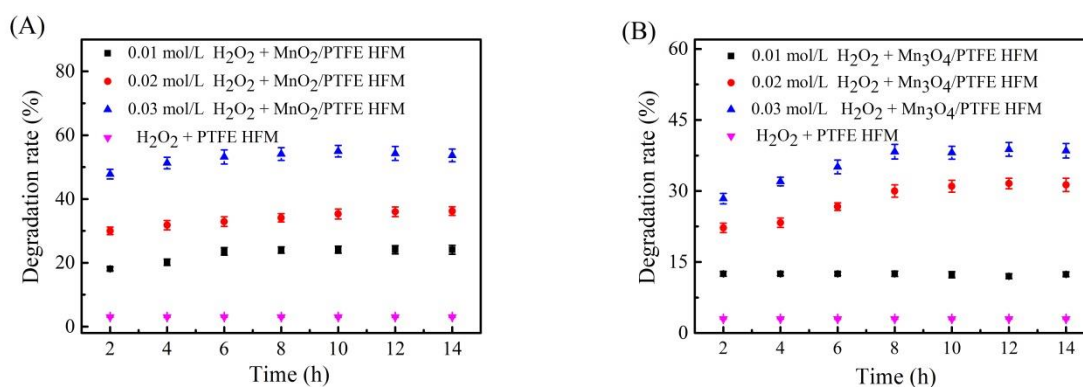 (A)
0.01 mol/L H₂O₂ + MnO₂/PTFE HFM
0.02 mol/L H₂O₂ + MnO₂/PTFE HFM
0.03 mol/L H₂O₂ + MnO₂/PTFE HFM
H₂O₂ + PTFE HFM
Degradation rate (%)
80
60
40
20
0
2 4 6 8 10 12 14
Time (h)
(B)
0.01 mol/L H₂O₂ + Mn₃O₄/PTFE HFM
0.02 mol/L H₂O₂ + Mn₃O₄/PTFE HFM
0.03 mol/L H₂O₂ + Mn₃O₄/PTFE HFM
H₂O₂ + PTFE HFM
Degradation rate (%)
60
45
30
15
0
2 4 6 8 10 12 14
Time (h)